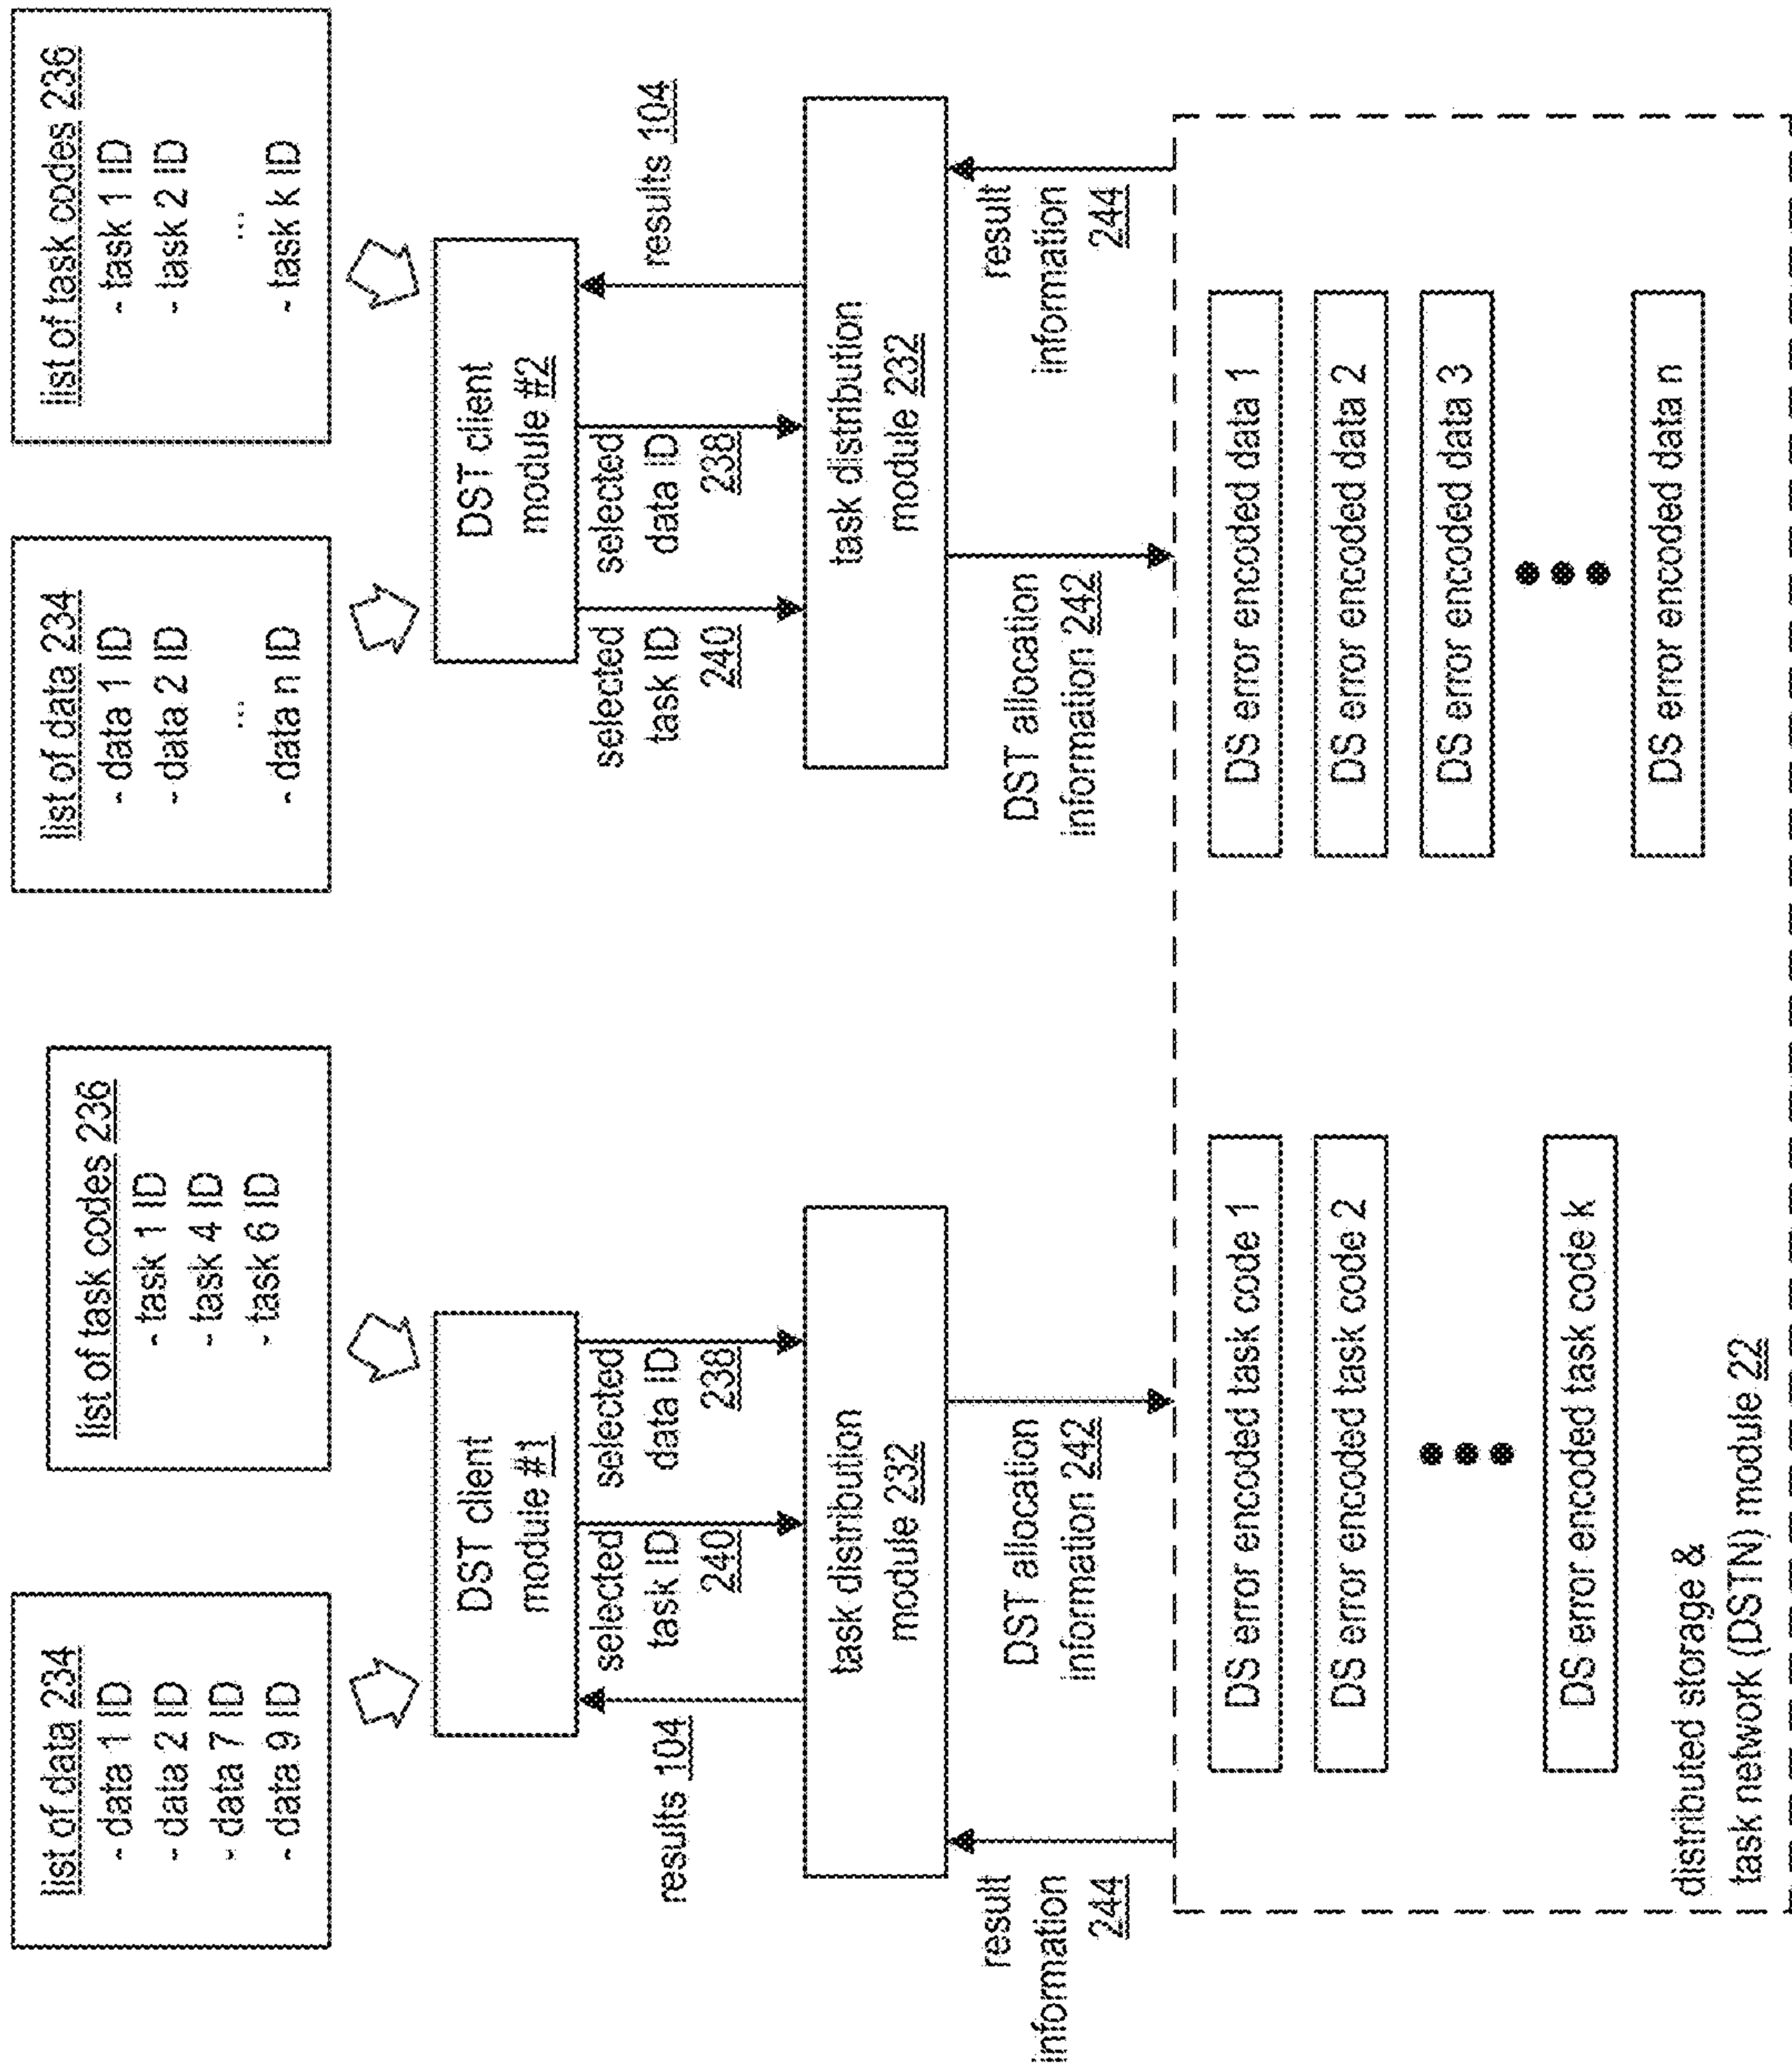 list of data 234
- data 1 ID
- data 2 ID
- data 7 ID
- data 9 ID
list of task codes 236
- task 1 ID
- task 4 ID
- task 6 ID
list of data 234
- data 1 ID
- data 2 ID
...
- data n ID
list of task codes 236
- task 1 ID
- task 2 ID
...
- task k ID
DST client
module #1
DST client
module #2
results 104
selected
task ID
240
selected
data ID
238
selected
task ID
240
selected
data ID
238
results 104
task distribution
module 232
task distribution
module 232
result
information
244
DST allocation
information 242
DST allocation
information 242
result
information
244
DS error encoded task code 1
DS error encoded task code 2
DS error encoded task code k
DS error encoded data 1
DS error encoded data 2
DS error encoded data 3
DS error encoded data n
distributed storage &
task network (DSTN) module 22